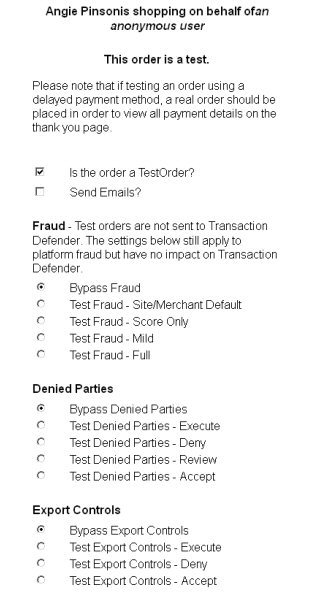 Angie Pinsonis shopping on behalf ofan
anonymous user
This order is a test.
Please note that if testing an order using a
delayed payment method, a real order should be
placed in order to view all payment details on the
thank you page.
Is the order a TestOrder?
Send Emails?
Fraud - Test orders are not sent to Transaction
Defender. The settings below still apply to
platform fraud but have no impact on Transaction
Defender.
Bypass Fraud
Test Fraud - Site/Merchant Default
Test Fraud - Score Only
Test Fraud - Mild
Test Fraud - Full
Denied Parties
Bypass Denied Parties
Test Denied Parties - Execute
Test Denied Parties - Deny
Test Denied Parties - Review
Test Denied Parties - Accept
Export Controls
Bypass Export Controls
Test Export Controls - Execute
Test Export Controls - Deny
Test Export Controls - Accept